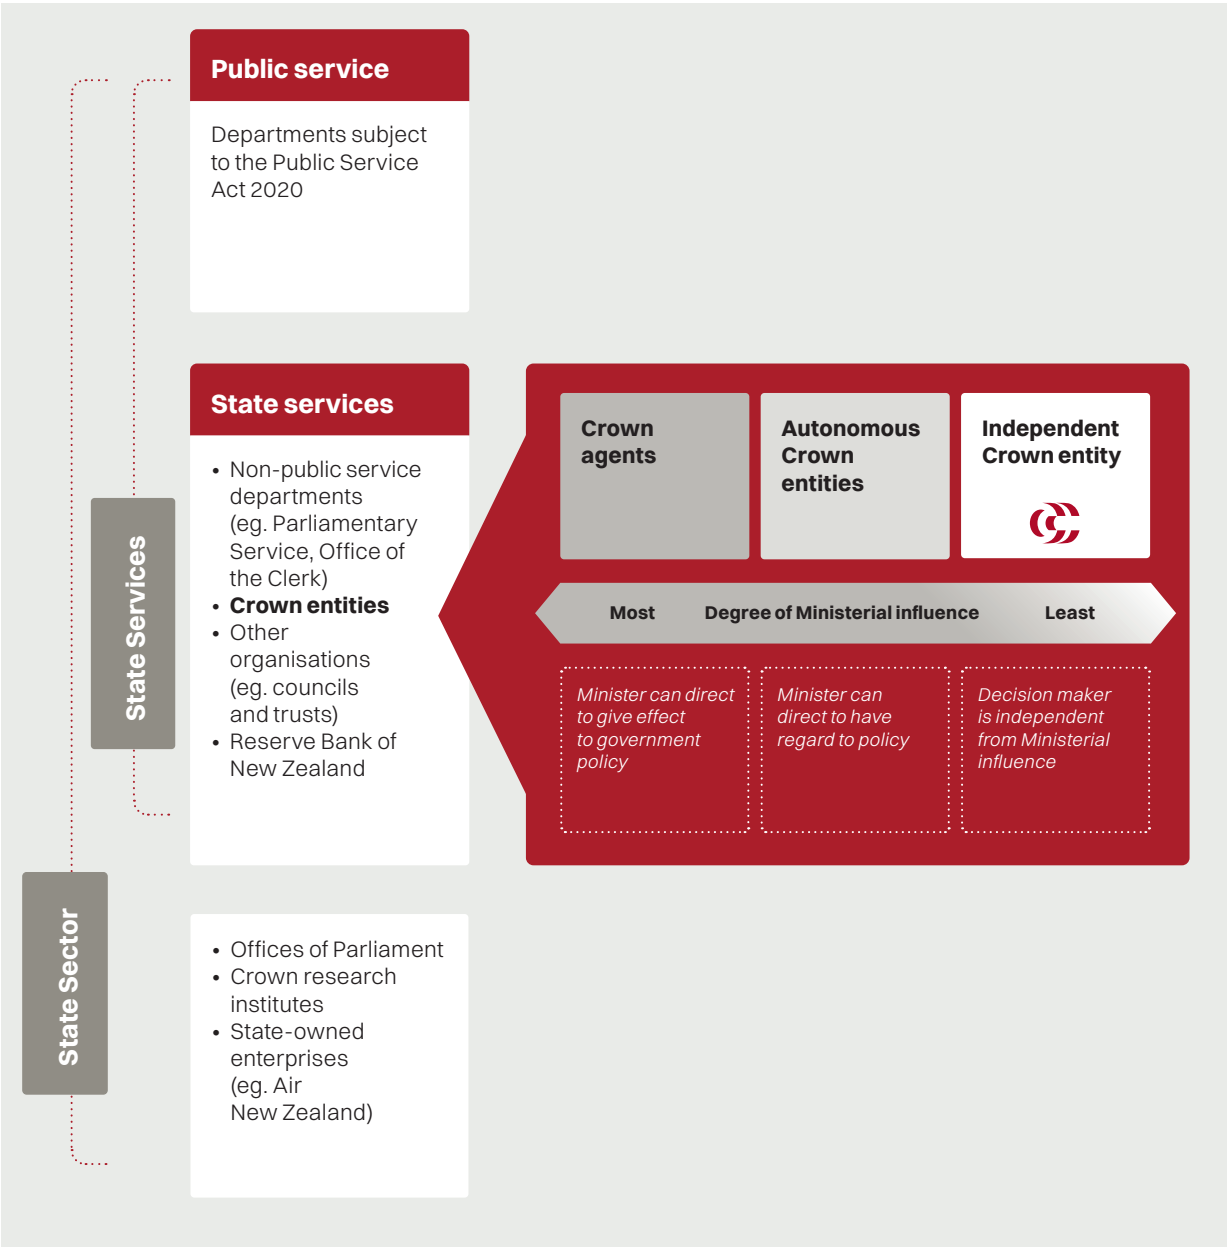 Public service
Departments subject
to the Public Service
Act 2020
State services
• Non-public service
departments
(eg. Parliamentary
Service, Office of
the Clerk)
• Crown entities
• Other
organisations
(eg. councils
and trusts)
• Reserve Bank of
New Zealand
Crown
agents
Autonomous
Crown
entities
Independent
Crown entity
Most
Degree of Ministerial influence
Least
Minister can direct
to give effect
to government
policy
Minister can
direct to have
regard to policy
Decision maker
is independent
from Ministerial
influence
State Services
• Offices of Parliament
• Crown research
institutes
• State-owned
enterprises
(eg. Air
New Zealand)
State Sector